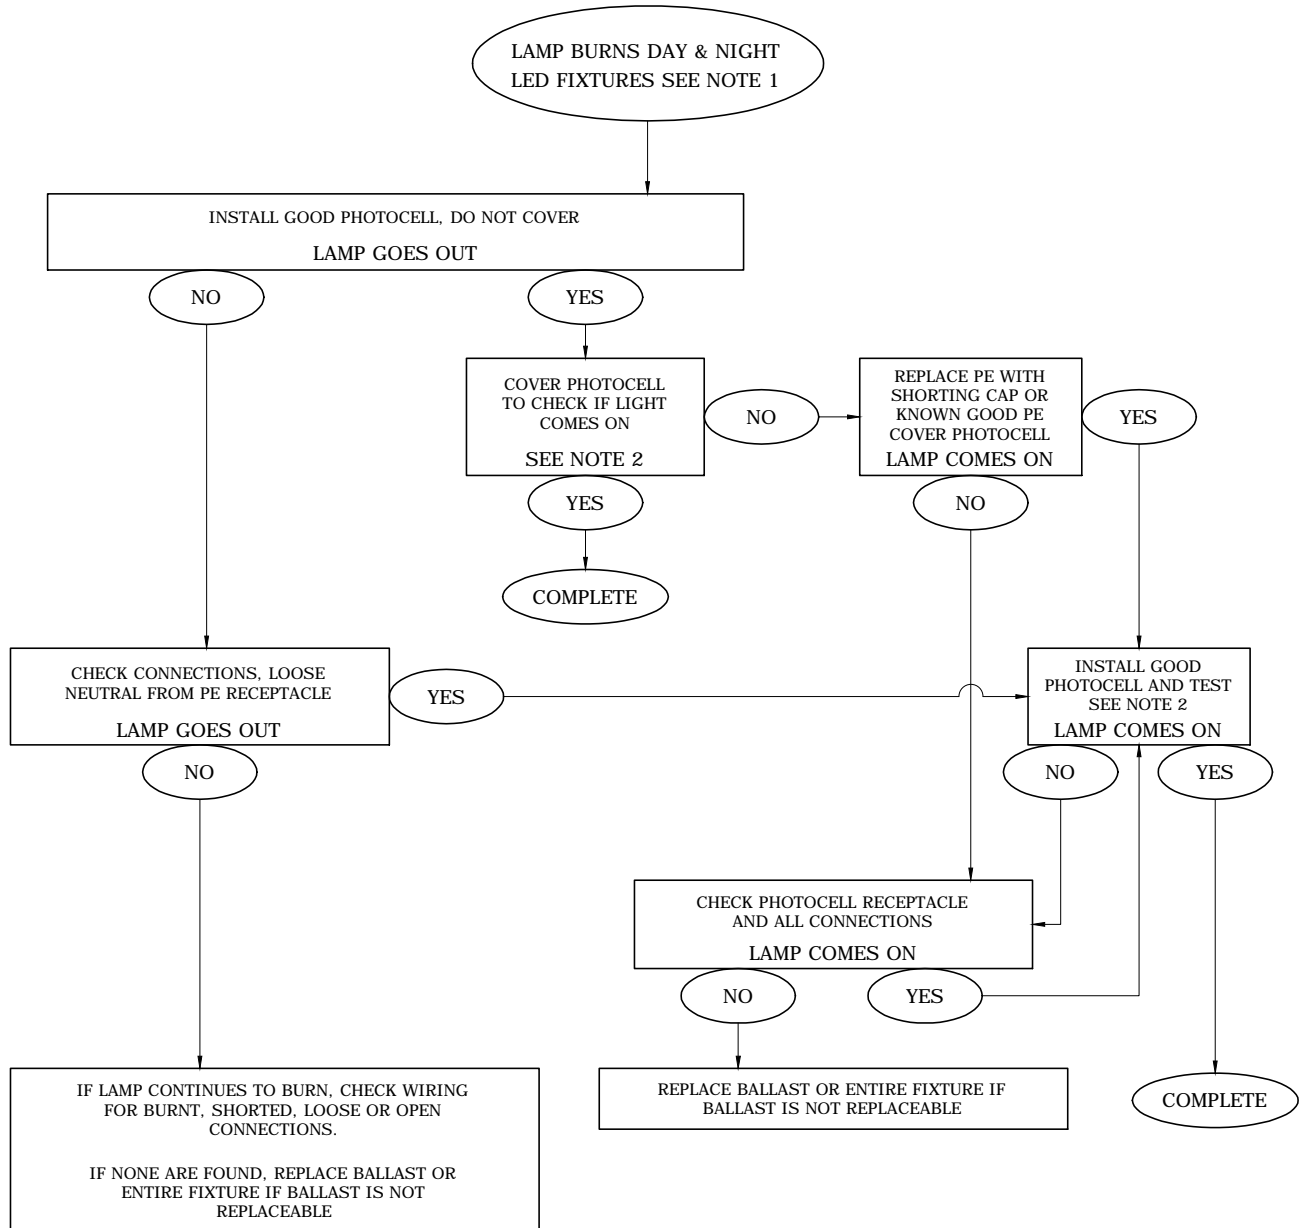 LAMP BURNS DAY & NIGHT
LED FIXTURES SEE NOTE 1
INSTALL GOOD PHOTOCELL, DO NOT COVER
LAMP GOES OUT
NO
YES
COVER PHOTOCELL
TO CHECK IF LIGHT
COMES ON
SEE NOTE 2
NO
REPLACE PE WITH
SHORTING CAP OR
KNOWN GOOD PE
COVER PHOTOCELL
LAMP COMES ON
YES
YES
NO
COMPLETE
CHECK CONNECTIONS, LOOSE
NEUTRAL FROM PE RECEPTACLE
LAMP GOES OUT
YES
INSTALL GOOD
PHOTOCELL AND TEST
SEE NOTE 2
LAMP COMES ON
NO
NO
YES
CHECK PHOTOCELL RECEPTACLE
AND ALL CONNECTIONS
LAMP COMES ON
NO
YES
IF LAMP CONTINUES TO BURN, CHECK WIRING
FOR BURNT, SHORTED, LOOSE OR OPEN
CONNECTIONS.
IF NONE ARE FOUND, REPLACE BALLAST OR
ENTIRE FIXTURE IF BALLAST IS NOT
REPLACEABLE
REPLACE BALLAST OR ENTIRE FIXTURE IF
BALLAST IS NOT REPLACEABLE
COMPLETE